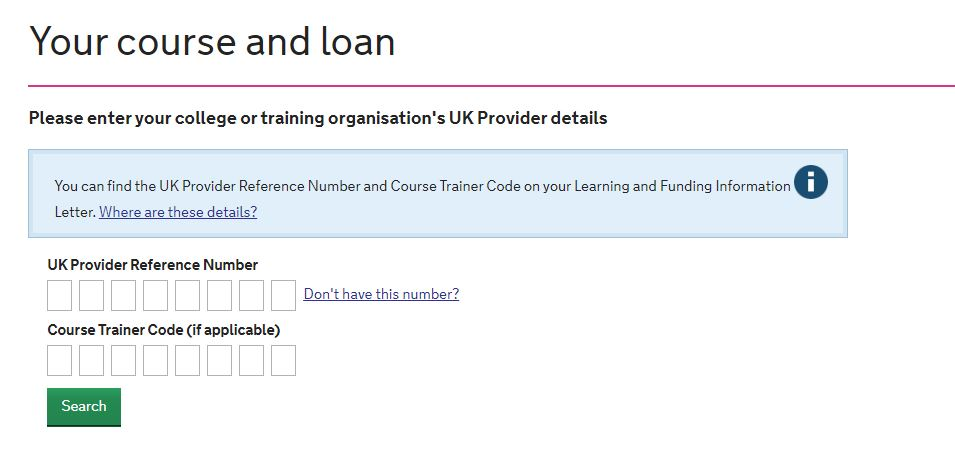 Your course and loan
Please enter your college or training organisation's UK Provider details
You can find the UK Provider Reference Number and Course Trainer Code on your Learning and Funding Information
Letter. Where are these details?
UK Provider Reference Number
Don't have this number?
Course Trainer Code (if applicable)
Search